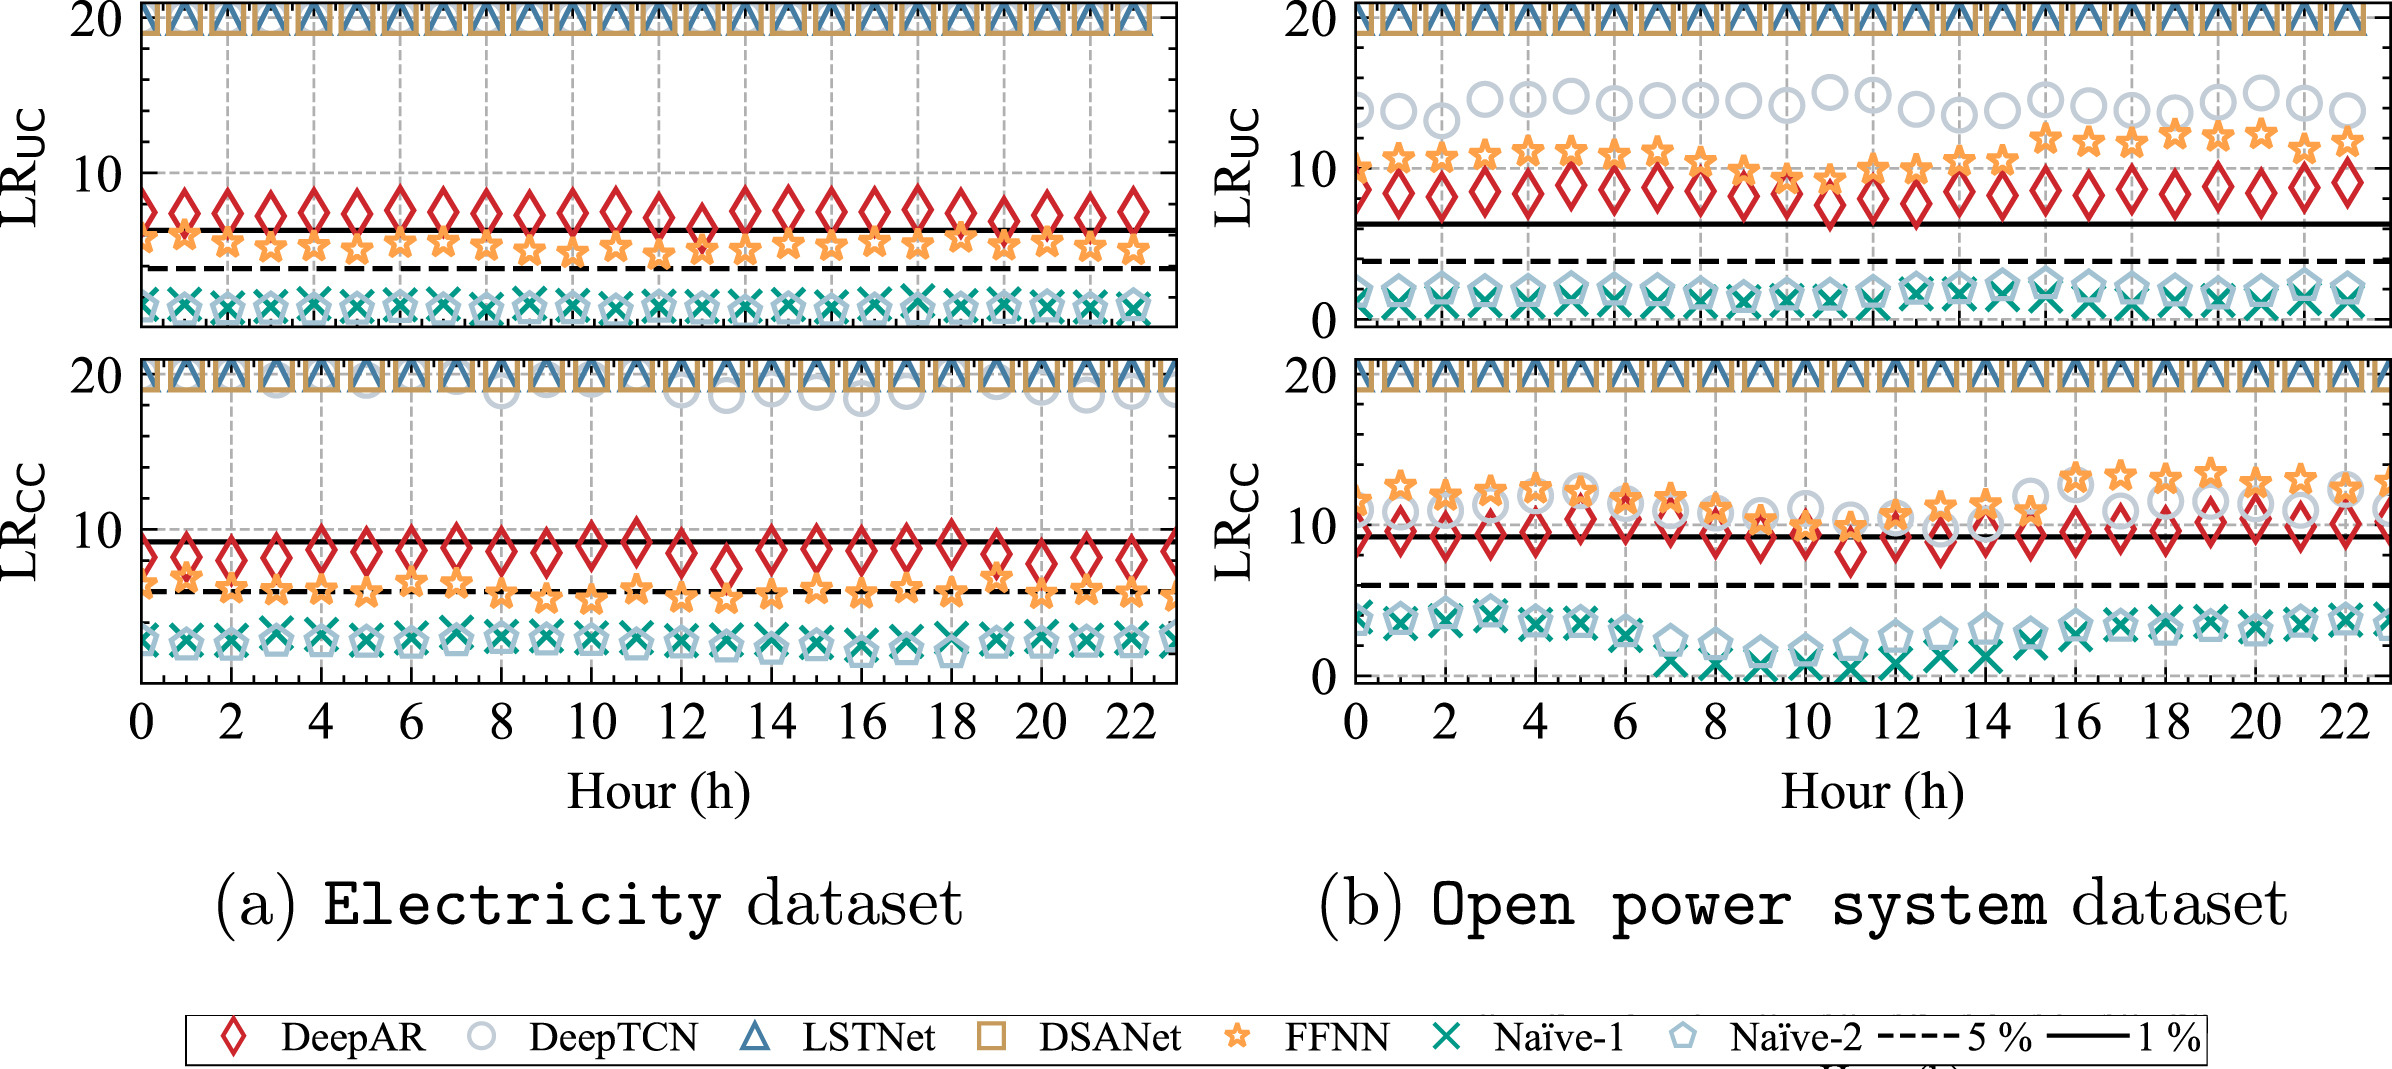 20
10
LRUC
20
10
LRCC
0 2 4 6 8 10 12 14 16 18 20 22
Hour (h)
(a) Electricity dataset
20
10
0
LRUC
20
10
0
LRCC
0 2 4 6 8 10 12 14 16 18 20 22
Hour (h)
(b) Open power system dataset
DeepAR DeepTCN LSTNet DSANet FFNN Naïve-1 Naïve-2 5 % 1 %